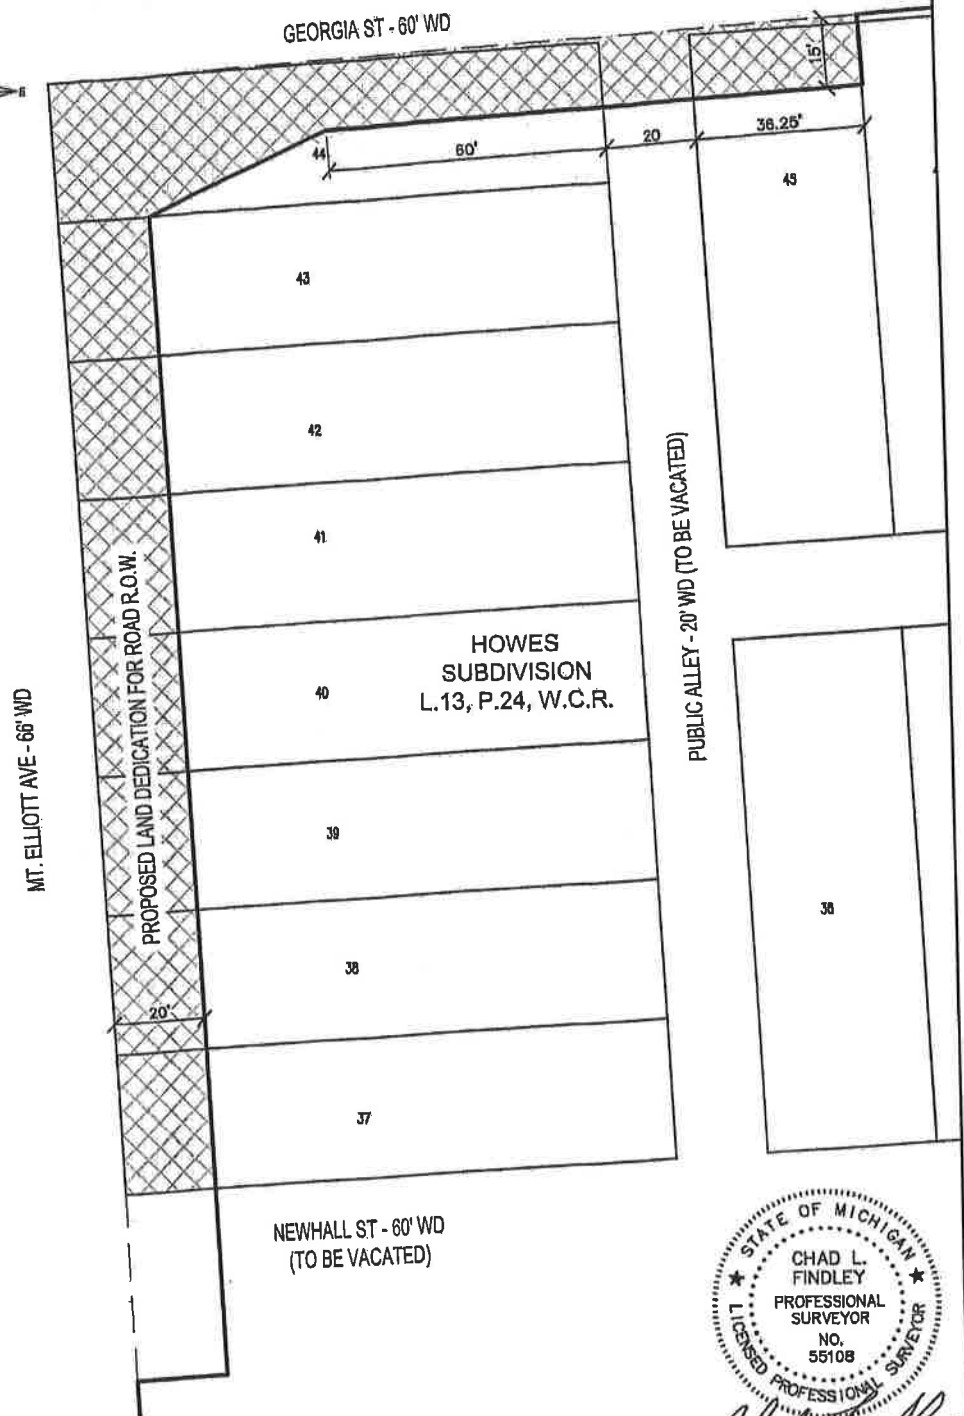 GEORGIA ST - 60' WD
15'
44
60'
20
36.25'
45
43
42
41
HOWES
SUBDIVISION
L.13, P.24, W.C.R.
40
39
38
37
PUBLIC ALLEY - 20' WD (TO BE VACATED)
MT. ELLIOTT AVE - 66' WD
PROPOSED LAND DEDICATION FOR ROAD R.O.W.
20'
36
NEWHALL ST - 60' WD
(TO BE VACATED)
STATE OF MICHIGAN
CHAD L.
FINDLEY
PROFESSIONAL
SURVEYOR
NO.
55108
LICENSED PROFESSIONAL SURVEYOR